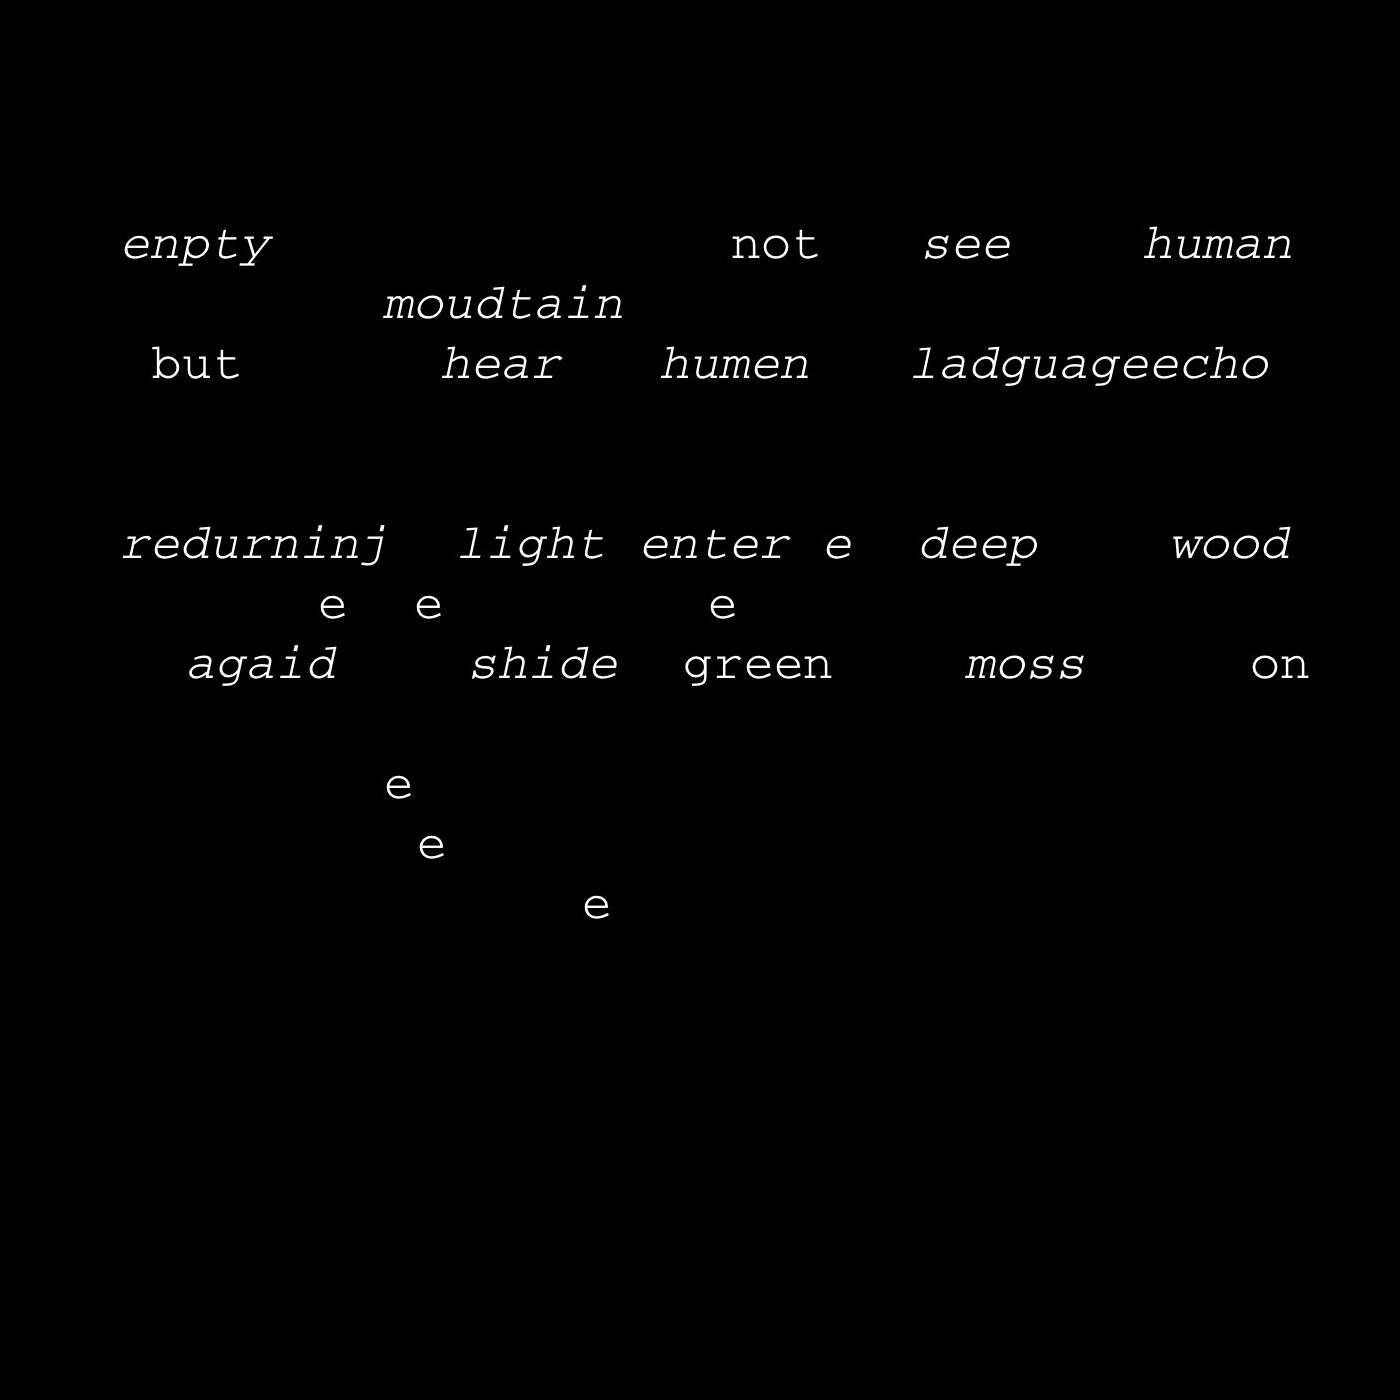 enpty not see human
moudtain
but hear humen ladguageecho
redurninj light enter e deep wood
e e e
agaid shide green moss on
e
e
e